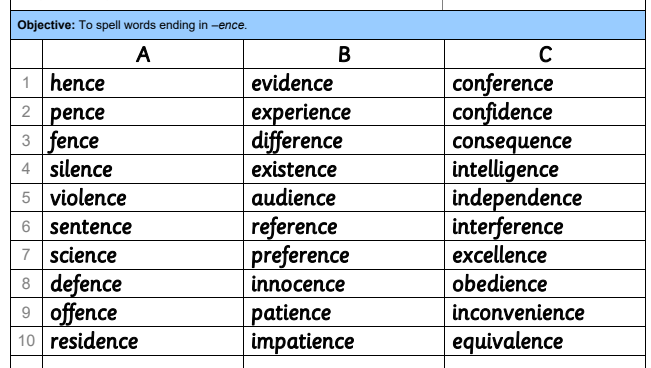 Objective: To spell words ending in –ence.
A B C
1 hence evidence conference
2 pence experience confidence
3 fence difference consequence
4 silence existence intelligence
5 violence audience independence
6 sentence reference interference
7 science preference excellence
8 defence innocence obedience
9 offence patience inconvenience
10 residence impatience equivalence